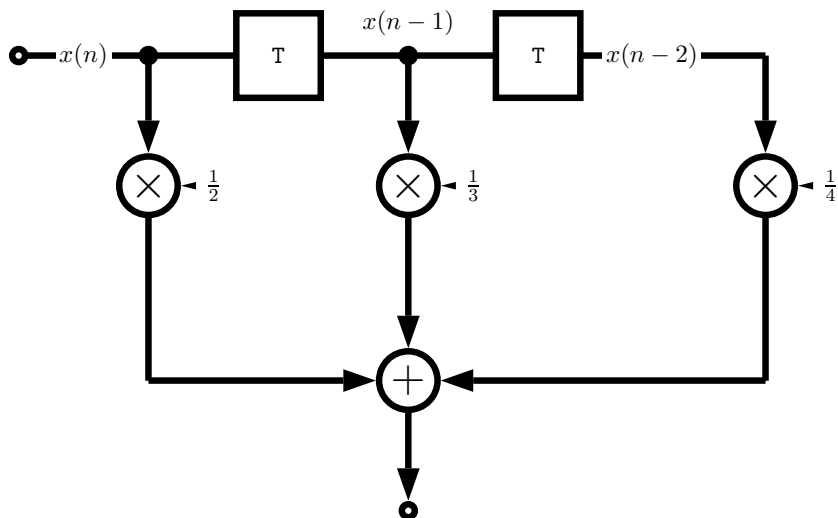 x(n − 1)
x(n) T T x(n − 2)
× 1/2 × 1/3 × 1/4
+